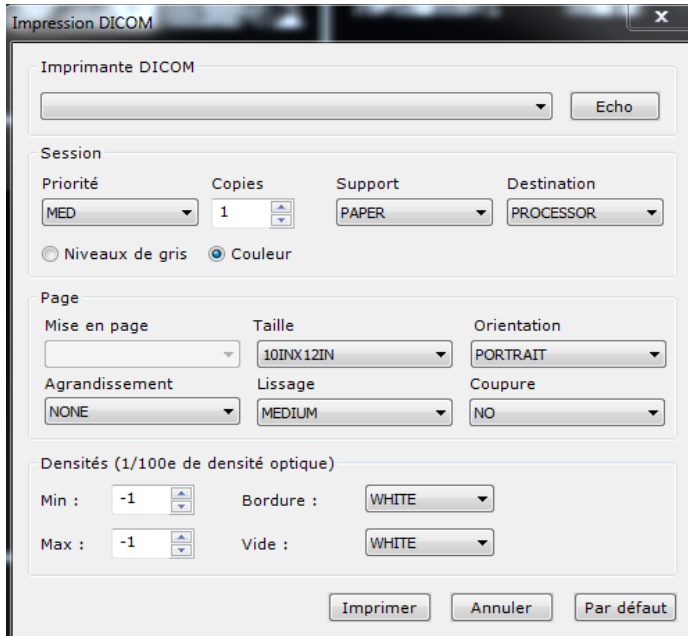 Impression DICOM
x
Imprimante DICOM
Echo
Session
Priorité Copies Support Destination
MED 1 PAPER PROCESSOR
Niveaux de gris Couleur
Page
Mise en page Taille Orientation
10INX12IN PORTRAIT
Agrandissement Lissage Coupure
NONE MEDIUM NO
Densités (1/100e de densité optique)
Min : -1 Bordure : WHITE
Max : -1 Vide : WHITE
Imprimer Annuler Par défaut